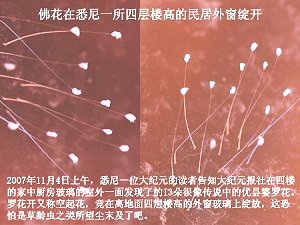 佛花在悉尼一所四层楼高的民居外窗绽开
2007年11月4日上午，悉尼一位大纪元的读者告知大纪元报社在四楼
的家中厨房玻璃的室外一面发现了的13朵很像传说中的优昙婆罗花。
罗花开又称空起花，竞在离地面四层楼高的外窗玻璃上绽放，这恐
怕是草龄虫之类所望尘未及了吧。